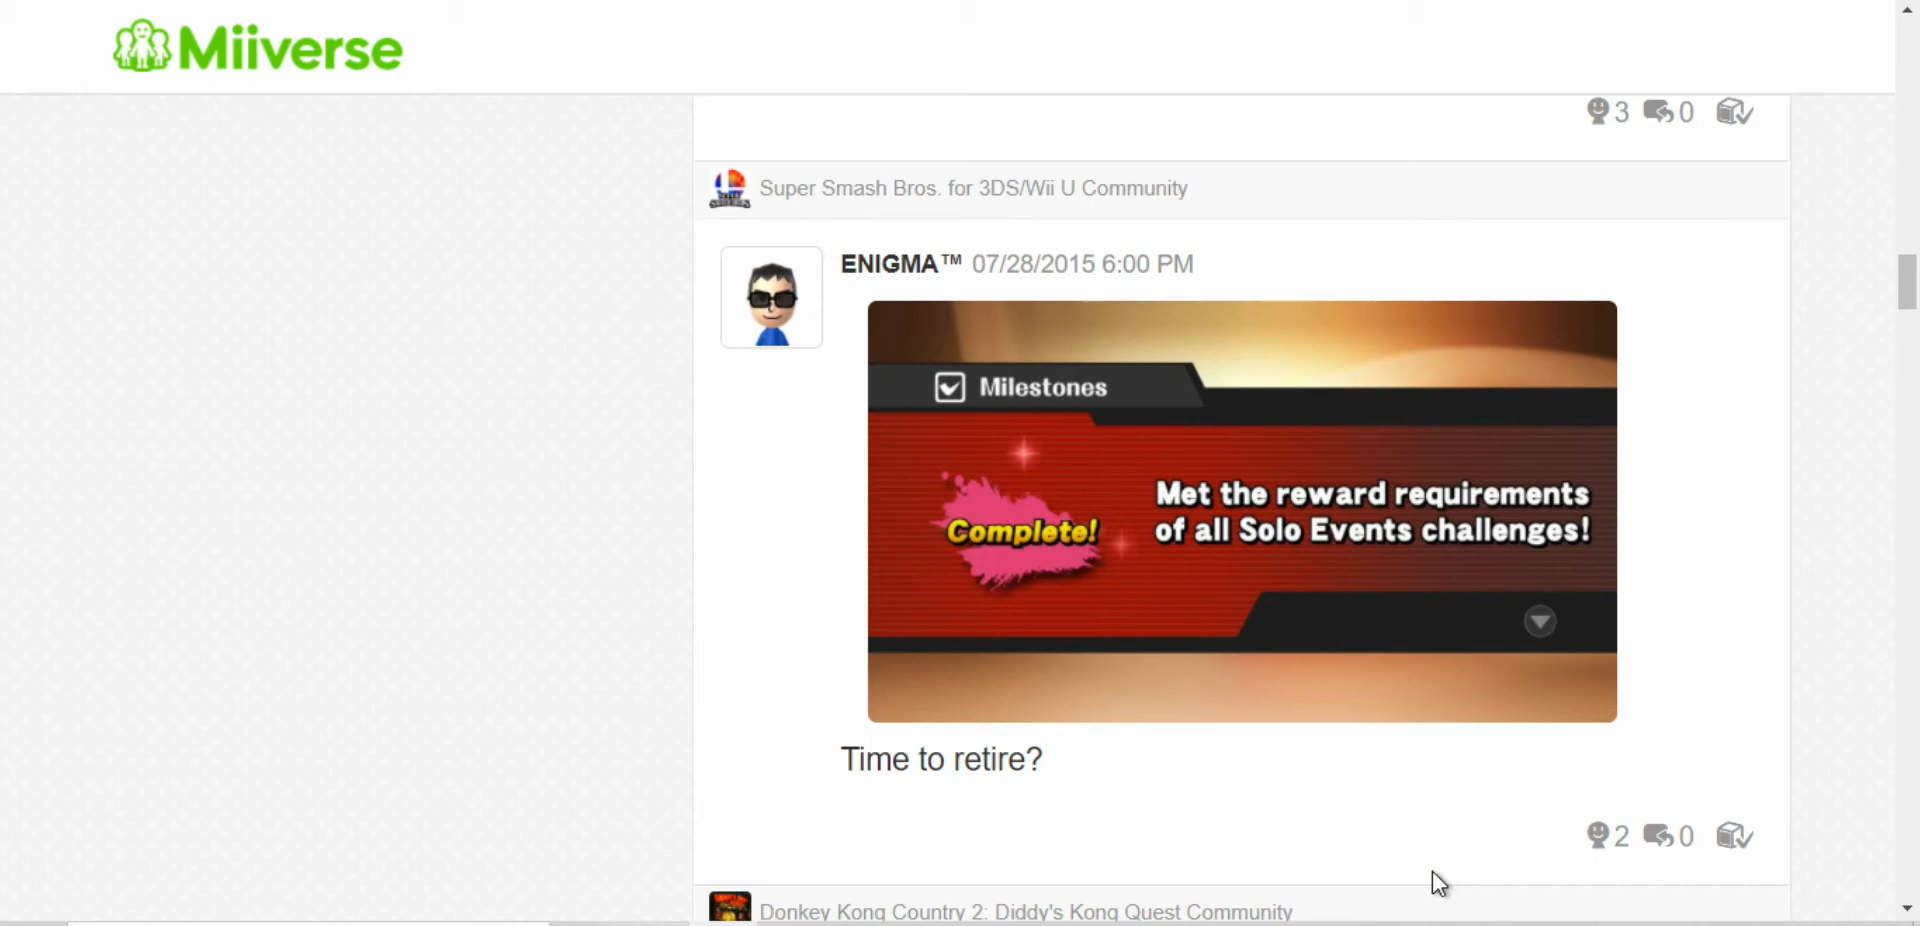 Miiverse
3 0
Super Smash Bros. for 3DS/Wii U Community
ENIGMA™ 07/28/2015 6:00 PM
Milestones
Complete!
Met the reward requirements
of all Solo Events challenges!
Time to retire?
2 0
Donkey Kong Country 2: Diddy's Kong Quest Community